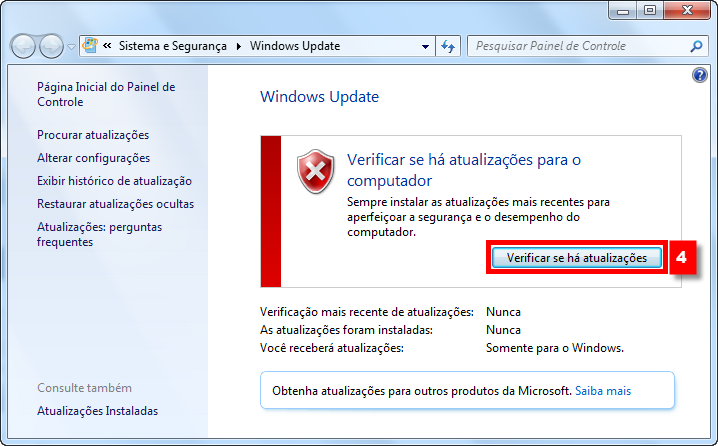 « Sistema e Segurança ▸ Windows Update
Pesquisar Painel de Controle
Página Inicial do Painel de
Controle
Procurar atualizações
Alterar configurações
Exibir histórico de atualização
Restaurar atualizações ocultas
Atualizações: perguntas
frequentes
Consulte também
Atualizações Instaladas
Windows Update
Verificar se há atualizações para o
computador
Sempre instalar as atualizações mais recentes para
aperfeiçoar a segurança e o desempenho do
computador.
Verificar se há atualizações
4
Verificação mais recente de atualizações: Nunca
As atualizações foram instaladas: Nunca
Você receberá atualizações: Somente para o Windows.
Obtenha atualizações para outros produtos da Microsoft. Saiba mais